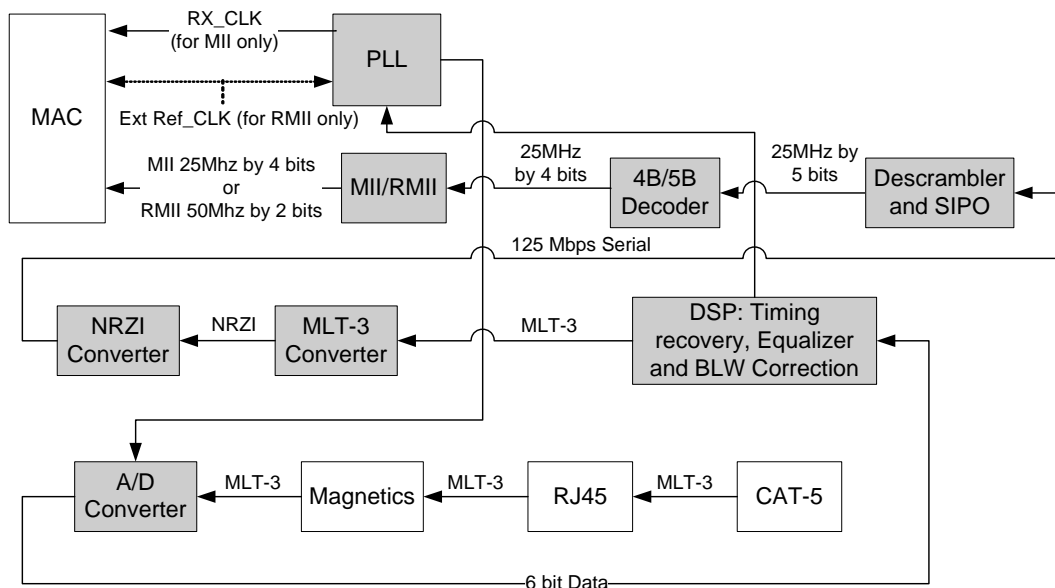 RX_CLK
(for MII only)
PLL
MAC
Ext Ref_CLK (for RMII only)
MII 25Mhz by 4 bits
or
RMII 50Mhz by 2 bits
MII/RMII
25MHz
by 4 bits
4B/5B
Decoder
25MHz by
5 bits
Descrambler
and SIPO
125 Mbps Serial
NRZI
Converter
NRZI
MLT-3
Converter
MLT-3
DSP: Timing
recovery, Equalizer
and BLW Correction
A/D
Converter
MLT-3
Magnetics
MLT-3
RJ45
MLT-3
CAT-5
6 bit Data